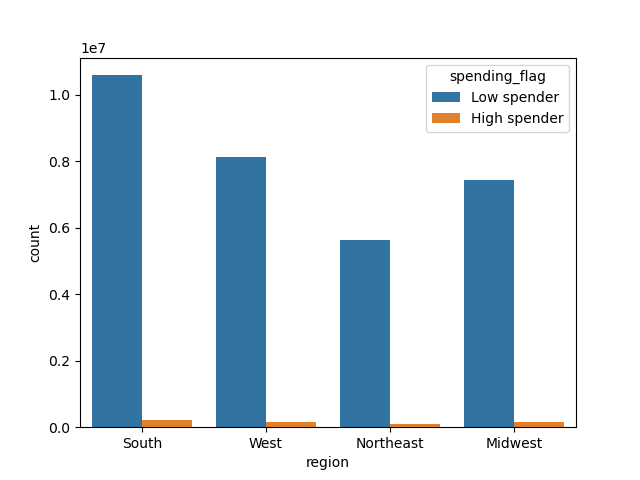 1e7
spending_flag
Low spender
High spender
1.0
0.8
0.6
0.4
0.2
0.0
count
South West Northeast Midwest
region